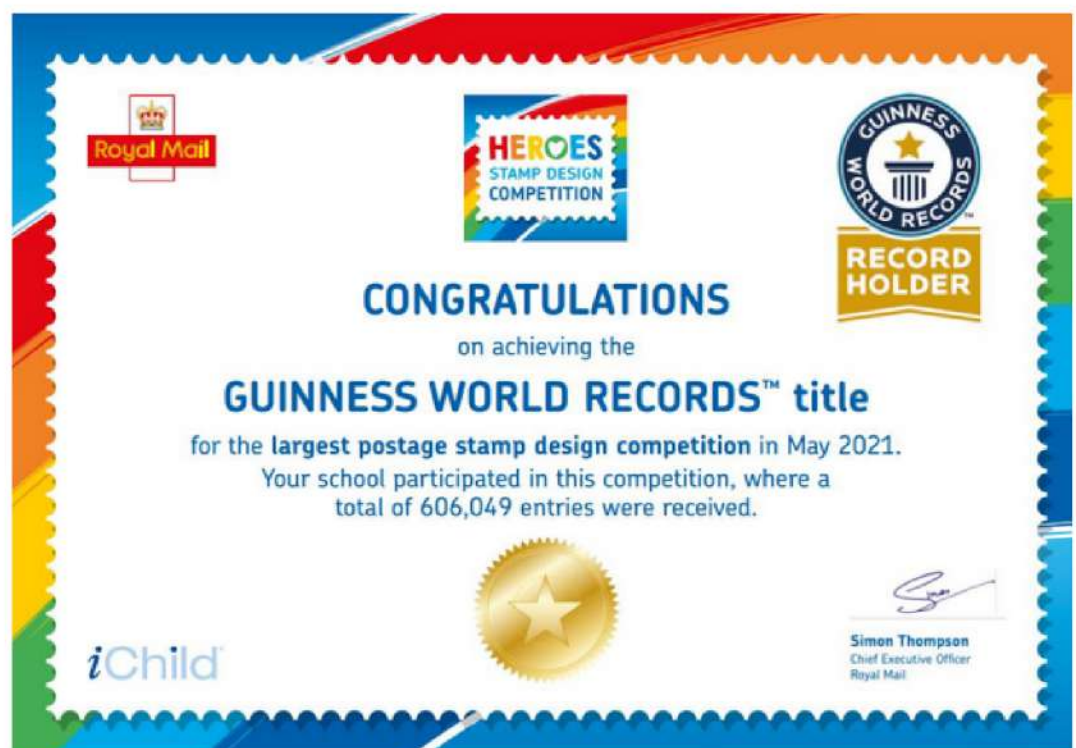 Royal Mail
HEROES
STAMP DESIGN
COMPETITION
GUINNESS
WORLD RECORDS™
RECORD
HOLDER
CONGRATULATIONS
on achieving the
GUINNESS WORLD RECORDS™ title
for the largest postage stamp design competition in May 2021.
Your school participated in this competition, where a
total of 606,049 entries were received.
Simon
Simon Thompson
Chief Executive Officer
Royal Mail
iChild